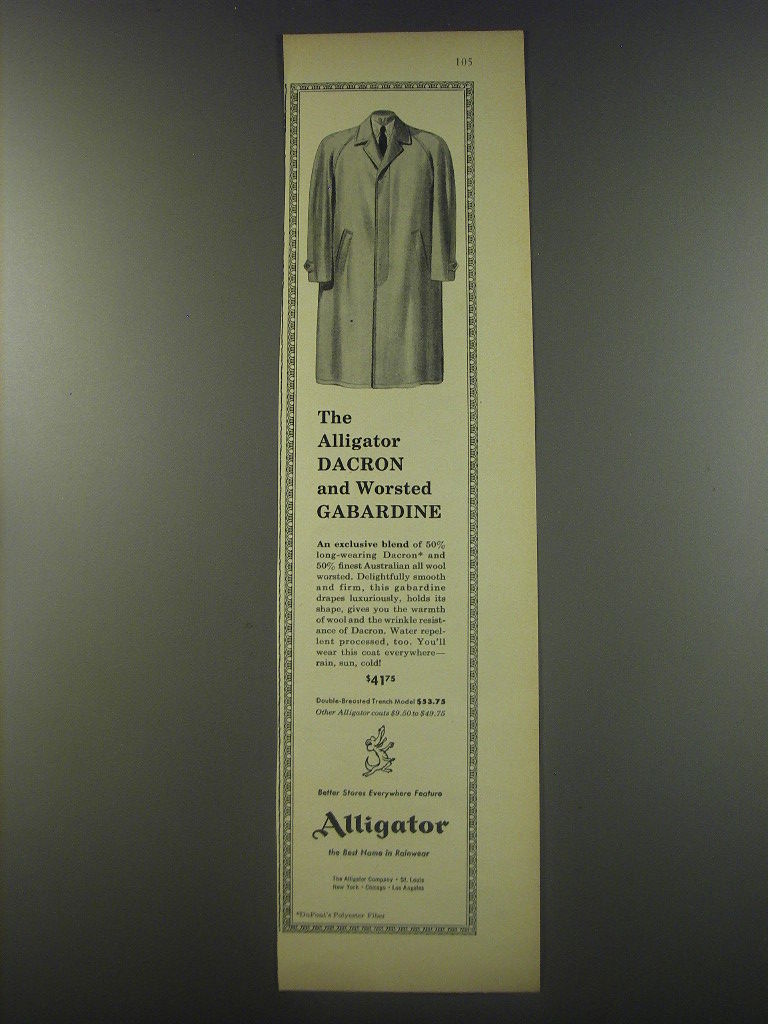 105
The
Alligator
DACRON
and Worsted
GABARDINE
An exclusive blend of 50%
long-wearing Dacron* and
50% finest Australian all wool
worsted. Delightfully smooth
and firm, this gabardine
drapes luxuriously, holds its
shape, gives you the warmth
of wool and the wrinkle resist-
ance of Dacron. Water repel-
lent processed, too. You'll
wear this coat everywhere—
rain, sun, cold!
$41.75
Double-Breasted Trench Model $53.75
Other Alligator coats $9.50 to $49.75
Better Stores Everywhere Feature
Alligator
the Best Name in Rainwear
The Alligator Company • St. Louis
New York • Chicago • Los Angeles
*DuPont's Polyester Fiber